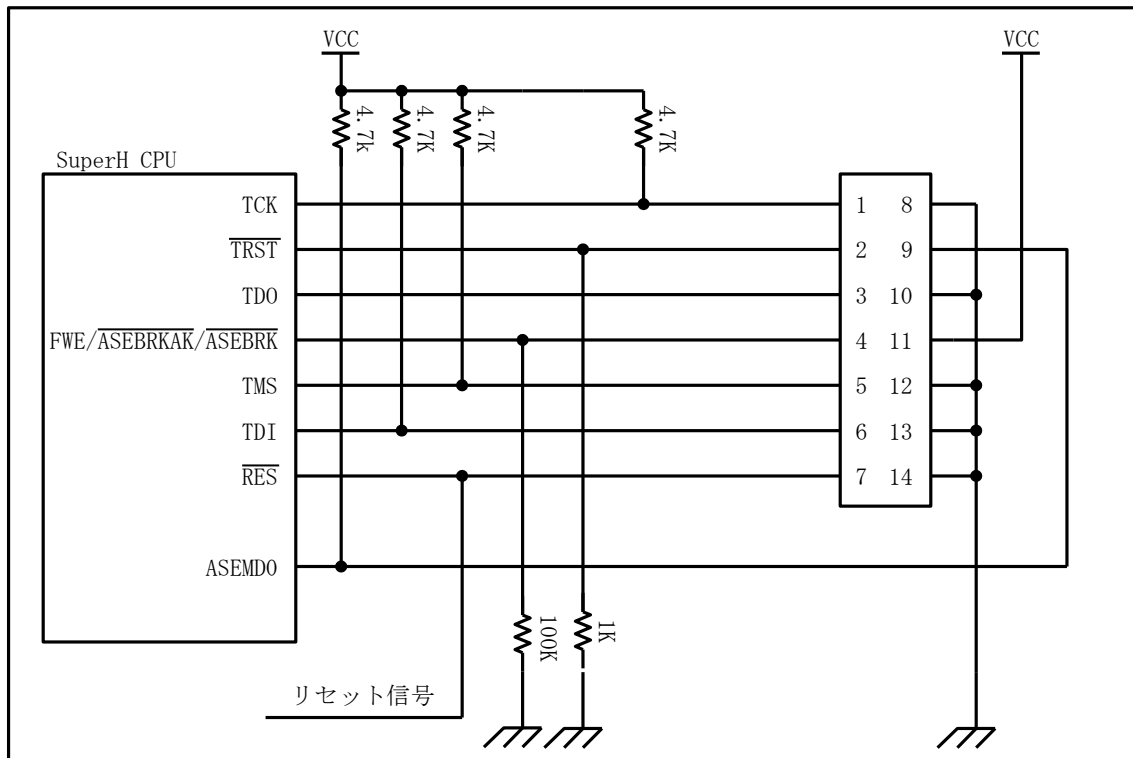 VCC
VCC
4.7k
4.7K
4.7K
4.7K
SuperH CPU
TCK
1 8
TRST
2 9
TDO
3 10
FWE/ASEBRKAK/ASEBRK
4 11
TMS
5 12
TDI
6 13
RES
7 14
ASEMDO
100K
1K
リセット信号